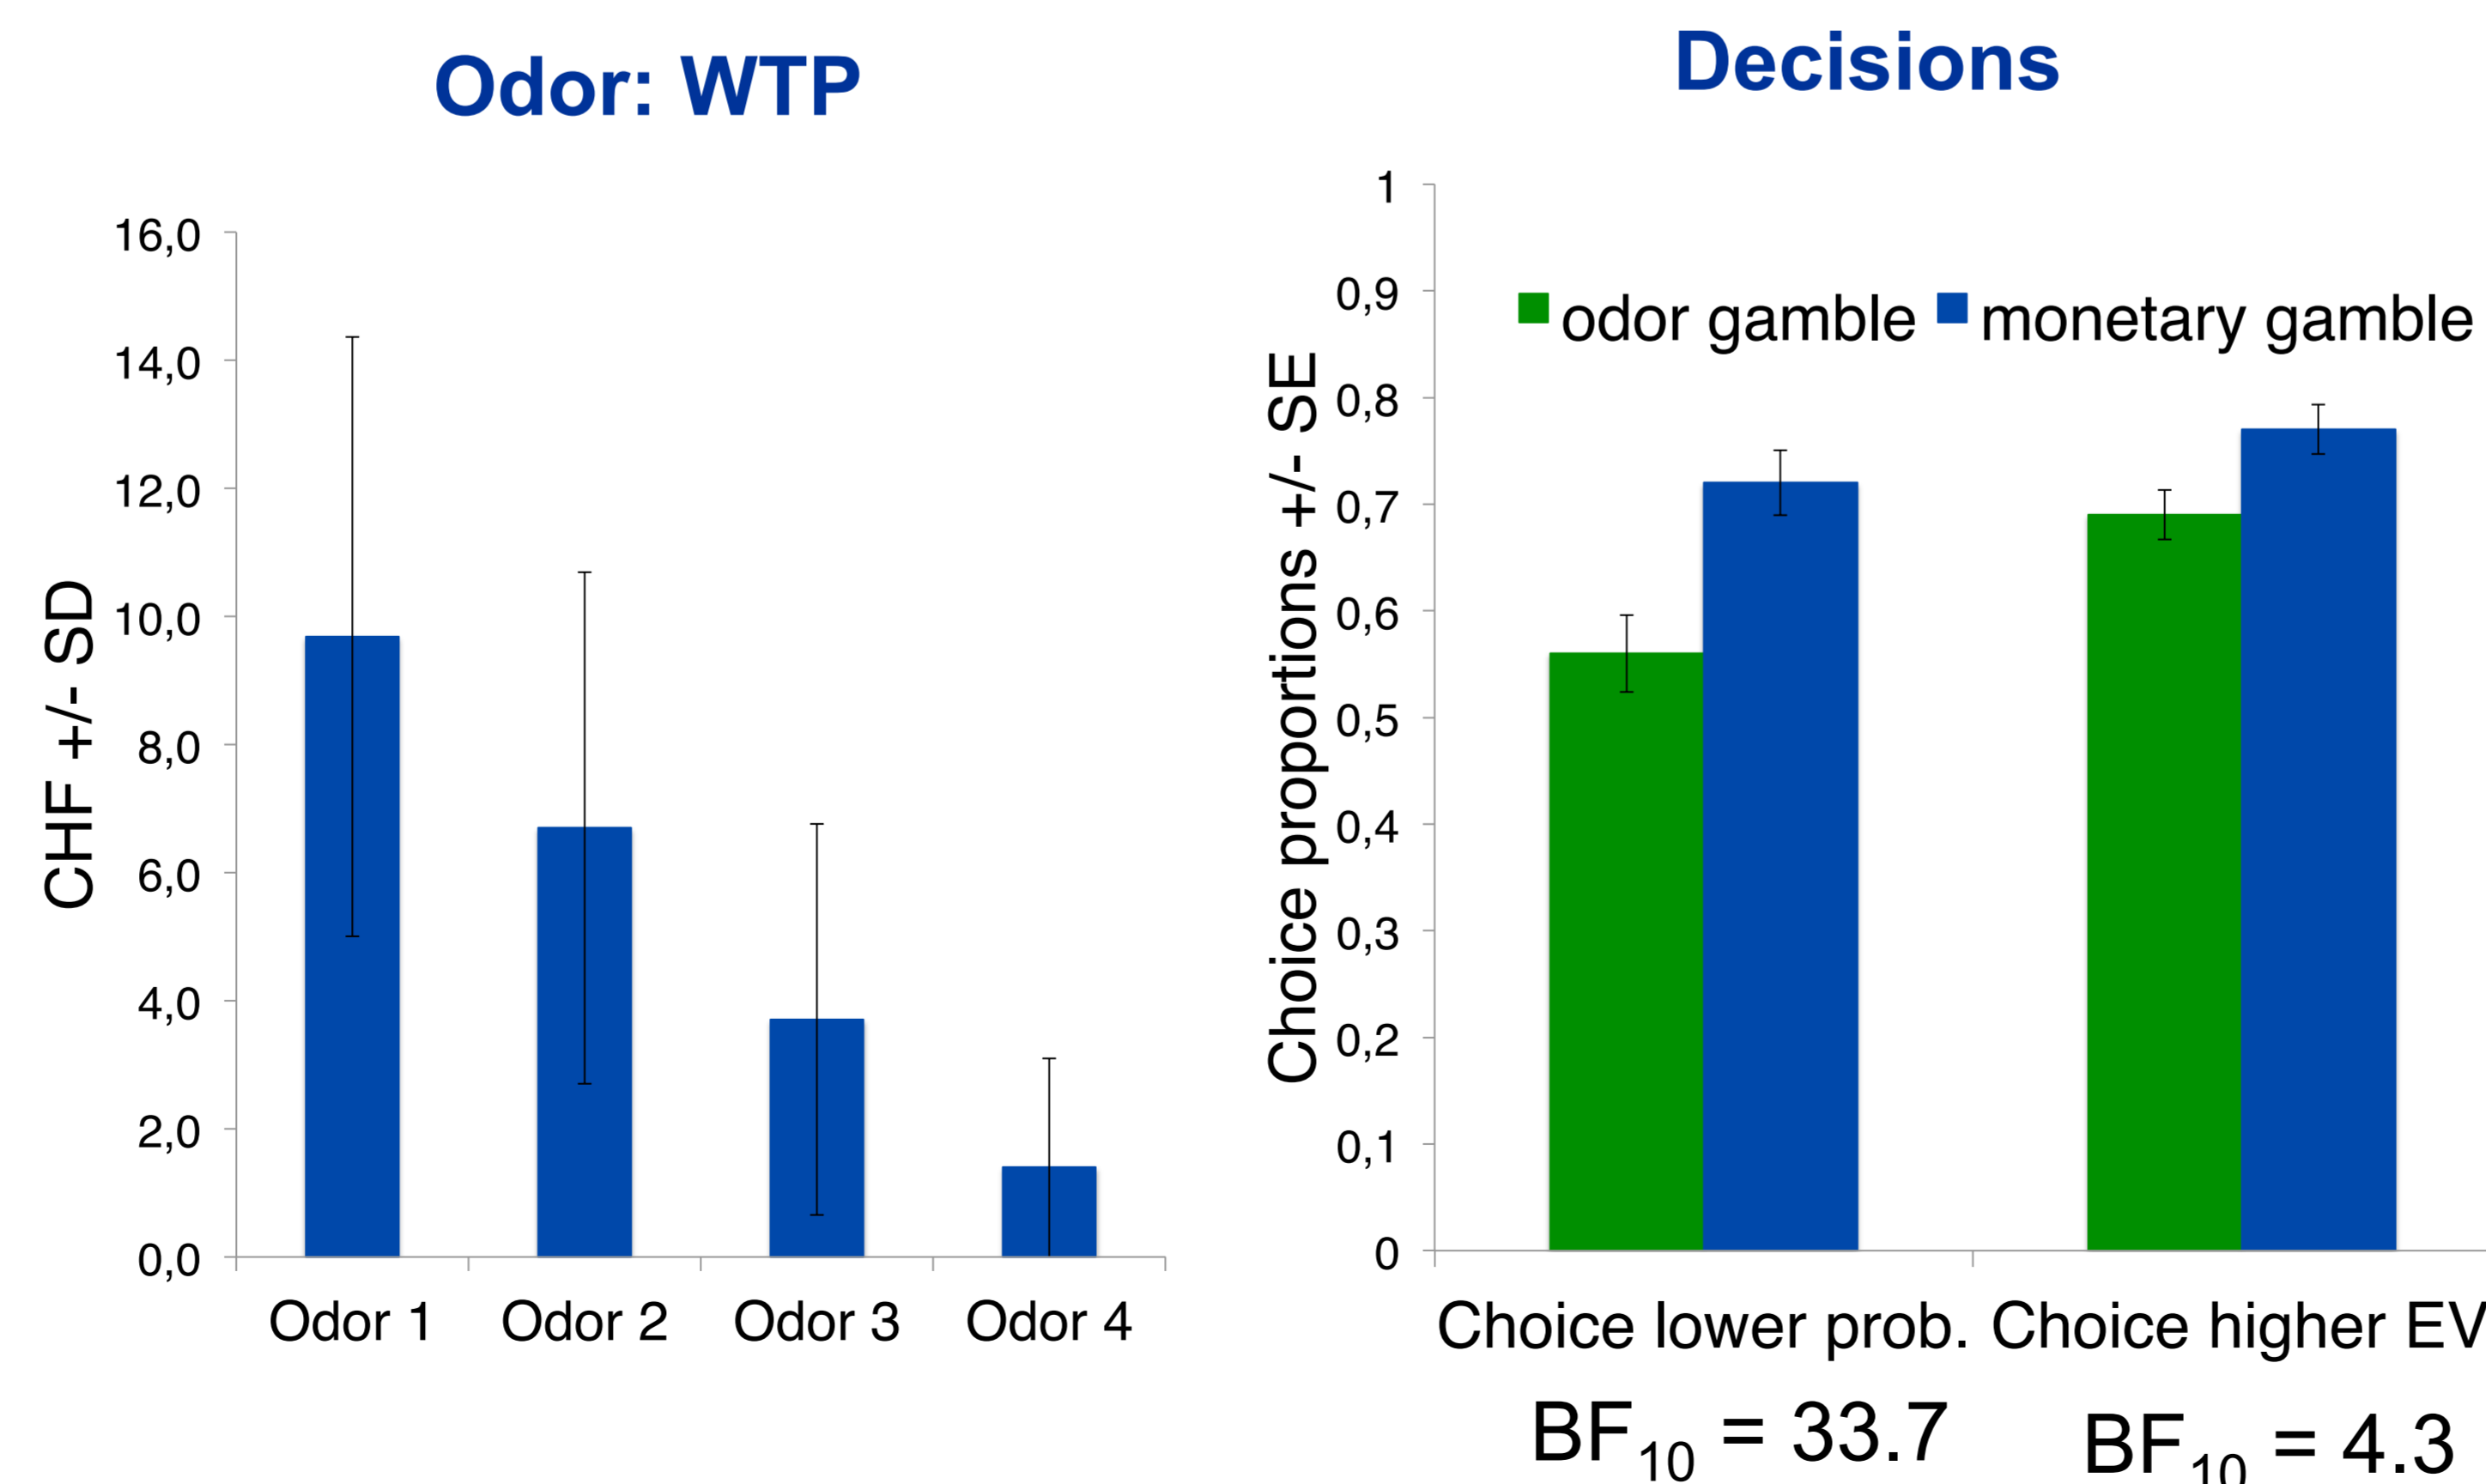 Odor: WTP
CHF +/- SD
16,0
14,0
12,0
10,0
8,0
6,0
4,0
2,0
0,0
Odor 1 Odor 2 Odor 3 Odor 4
Decisions
Choice proportions +/- SE
1
0,9
0,8
0,7
0,6
0,5
0,4
0,3
0,2
0,1
0
odor gamble monetary gamble
Choice lower prob. Choice higher EV
BF10 = 33.7 BF10 = 4.3